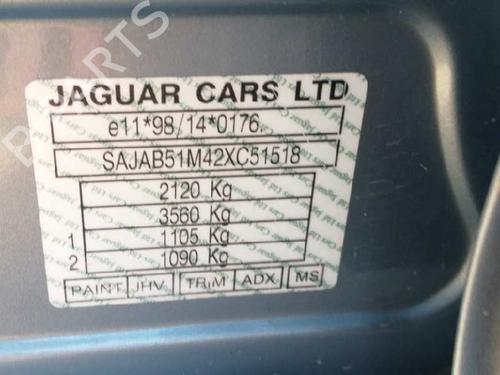 PARTS
JAGUAR CARS LTD
e11*98/14*0176
SAJAB51M42XC51518
2120 Kg
3560 Kg
1 1105 Kg
2 1090 Kg
PAINT JHV TRIM ADX MS